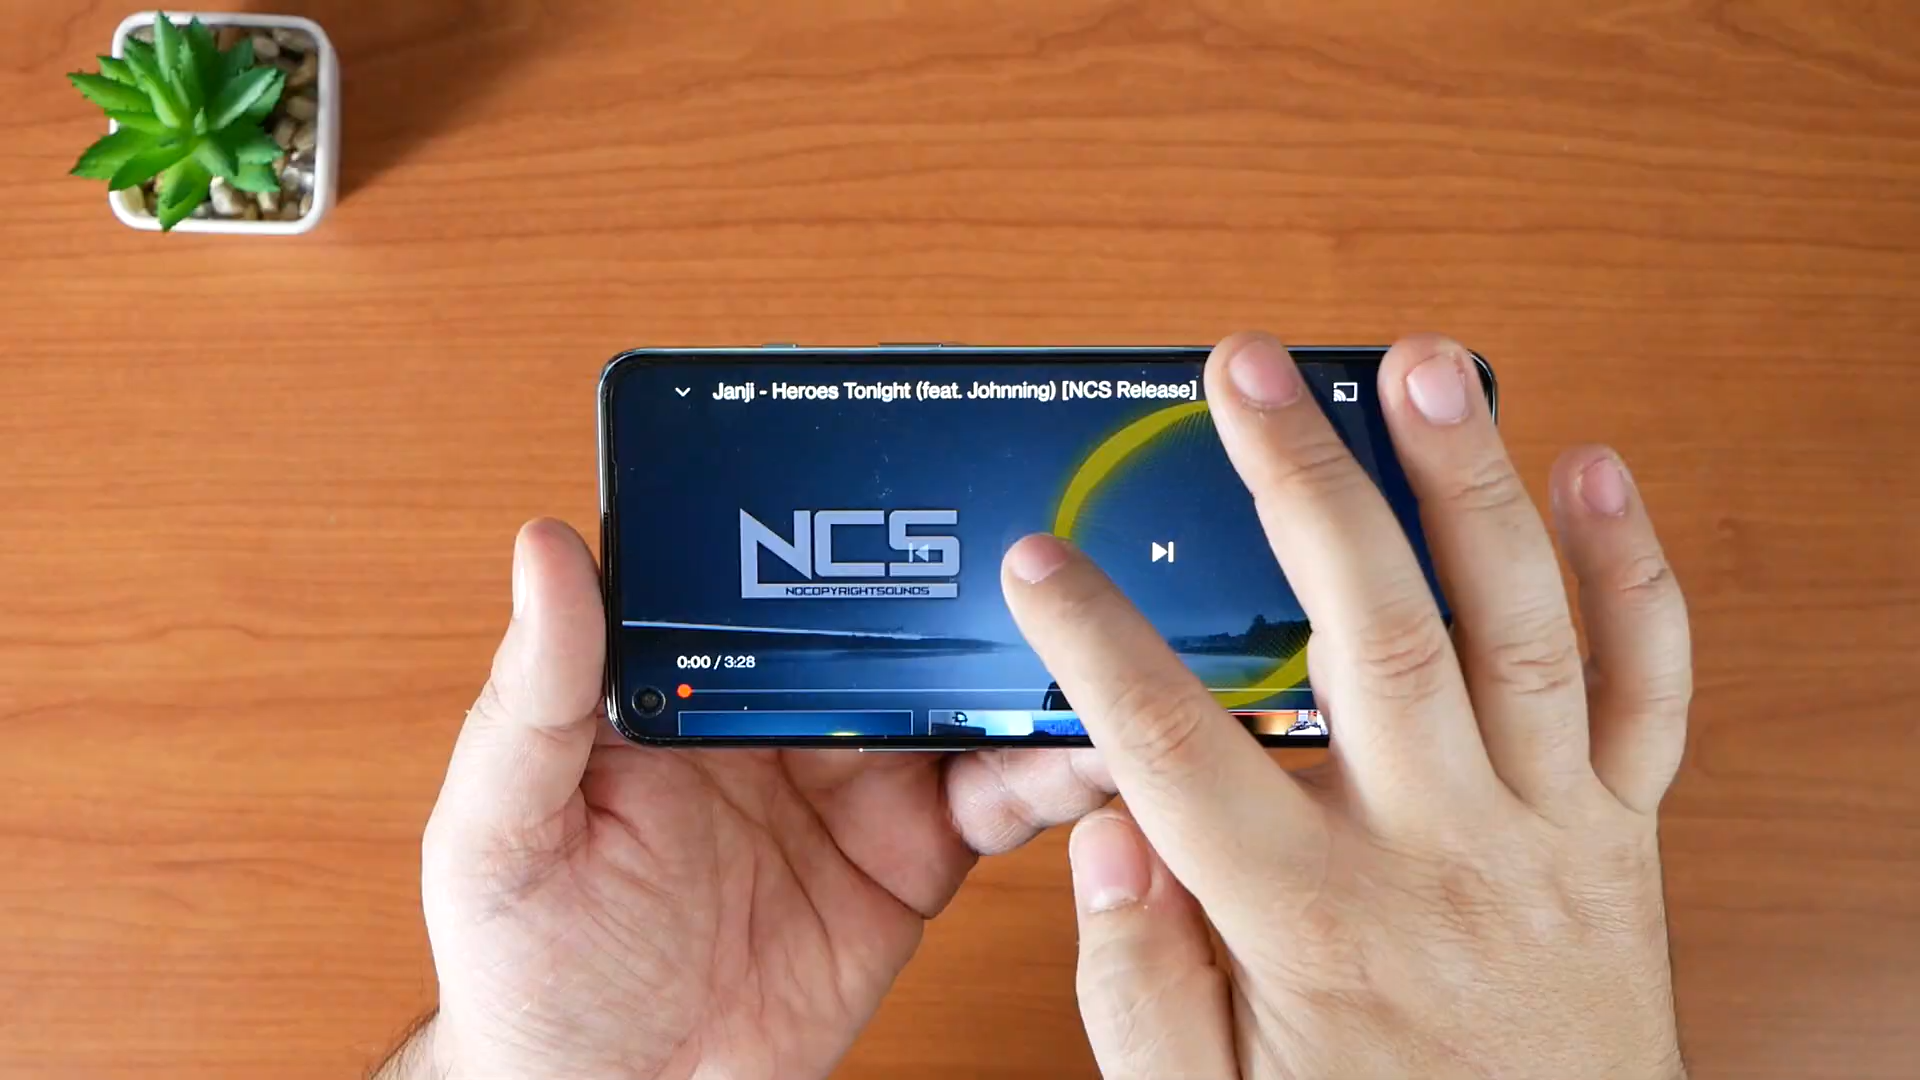 Janji - Heroes Tonight (feat. Johnning) [NCS Release]
NCS
NOCOPYRIGHTSOUNDS
0:00 / 3:28